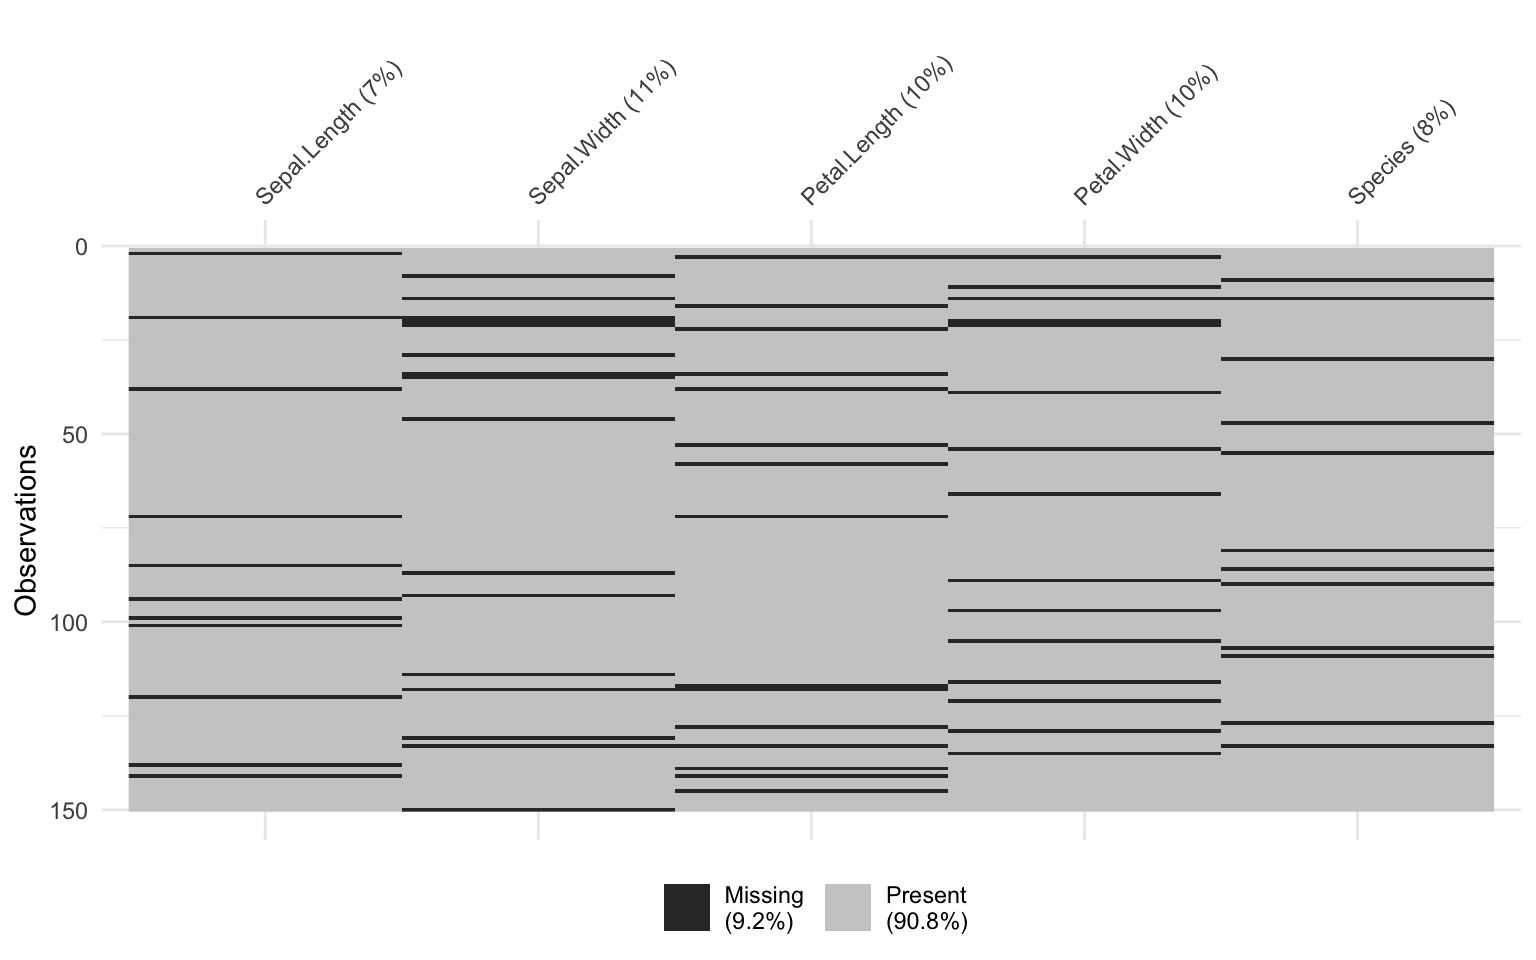 Sepal.Length (7%)
Sepal.Width (11%)
Petal.Length (10%)
Petal.Width (10%)
Species (8%)
0
50
100
150
Observations
Missing
(9.2%)
Present
(90.8%)